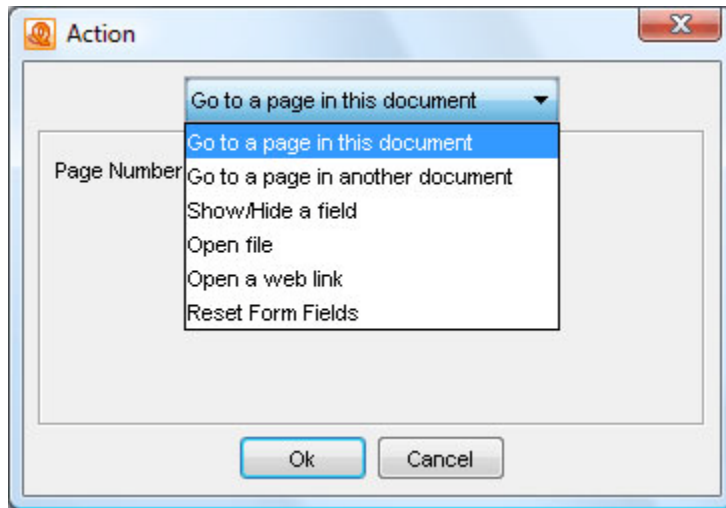 Action
Go to a page in this document
Go to a page in this document
Page Number
Go to a page in another document
Show/Hide a field
Open file
Open a web link
Reset Form Fields
Ok
Cancel